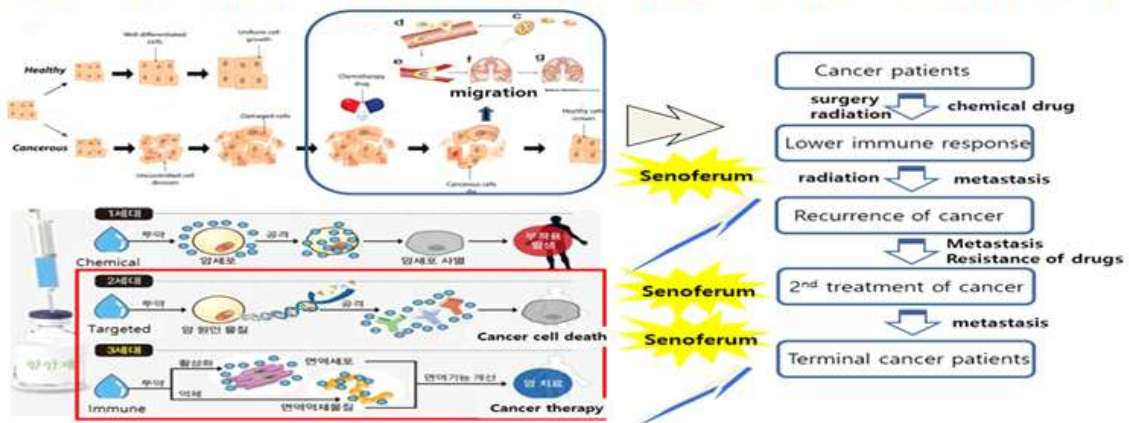 Well differentiated cells
Uniform cell growth
Healthy
Cancerous
Uncontrolled cell division
Damaged cells
Chemotherapy drug
d
c
e
f
g
migration
Cancerous cells die
Healthy cells remain
Senoferum
Senoferum
Senoferum
1세대
투약
공격
Chemical
암세포
암세포 사멸
부작용 발생
2세대
투약
공격
Targeted
암 원인 물질
Cancer cell death
3세대
투약
활성화
면역세포
억제
면역억제물질
면역기능 개선
암 치료
Immune
Cancer therapy
항암제
Cancer patients
surgery
radiation
chemical drug
Lower immune response
radiation
metastasis
Recurrence of cancer
Metastasis
Resistance of drugs
2nd treatment of cancer
metastasis
Terminal cancer patients